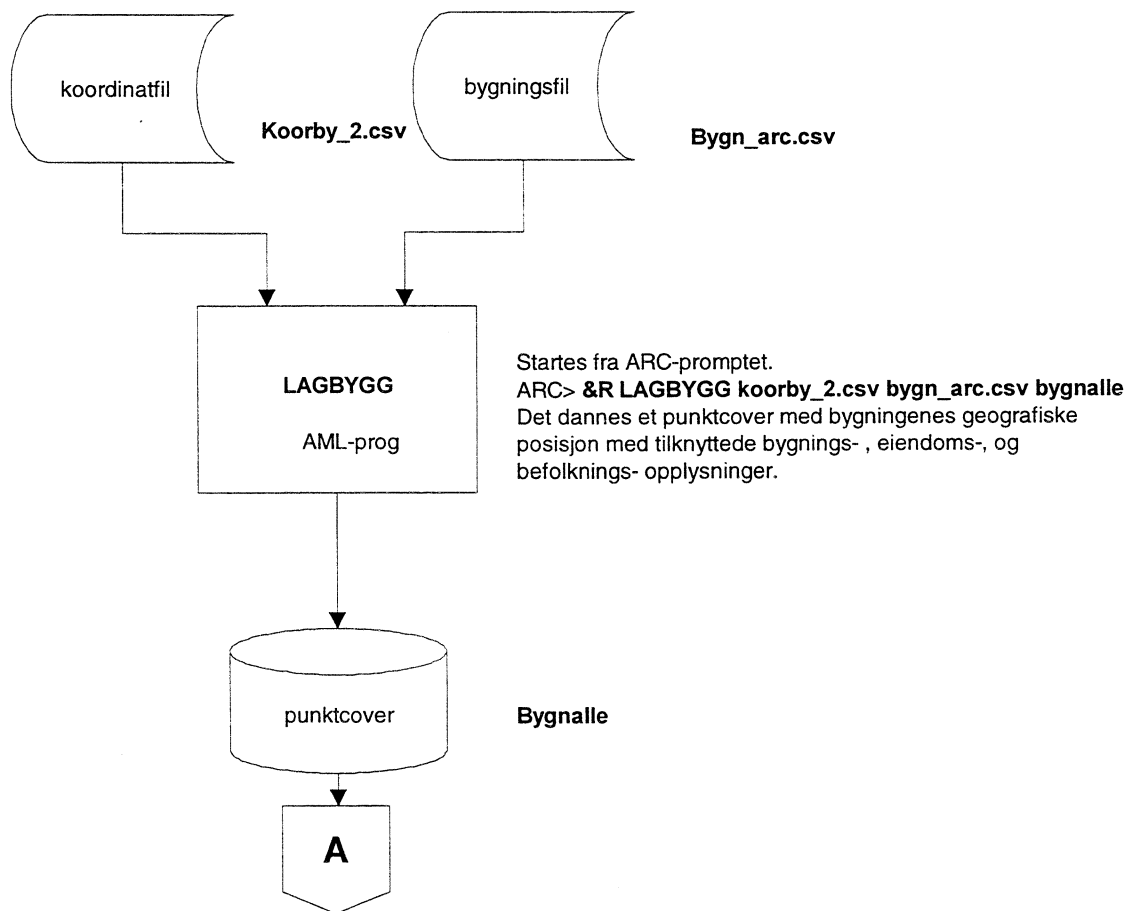 koordinatfil
Koorby_2.csv
bygningsfil
Bygn_arc.csv
LAGBYGG
AML-prog
Startes fra ARC-promptet.
ARC> &R LAGBYGG koorby_2.csv bygn_arc.csv bygnalle
Det dannes et punktcover med bygningenes geografiske
posisjon med tilknyttede bygnings- , eiendoms-, og
befolknings- opplysninger.
punktcover
Bygnalle
A